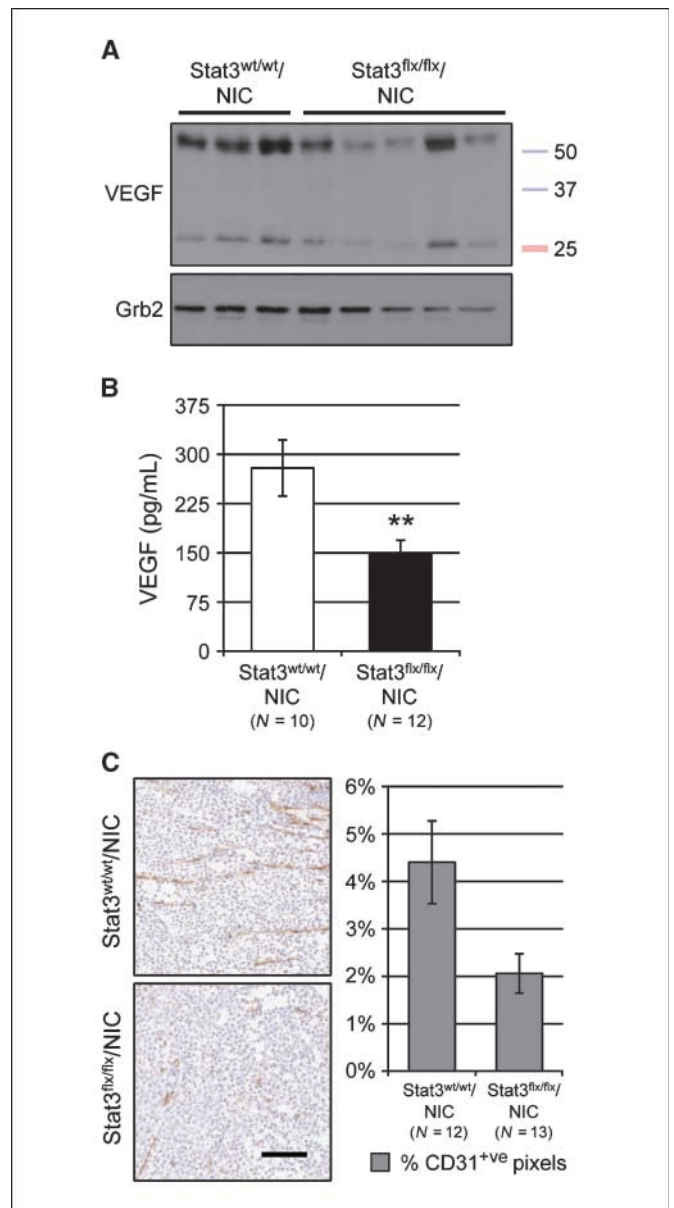 A
Stat3wt/wt/
NIC
Stat3flx/flx/
NIC
VEGF
50
37
25
Grb2
B
VEGF (pg/mL)
375
300
225
150
75
0
**
Stat3wt/wt/
NIC
(N = 10)
Stat3flx/flx/
NIC
(N = 12)
C
Stat3wt/wt/NIC
Stat3flx/flx/NIC
6%
5%
4%
3%
2%
1%
0%
Stat3wt/wt/
NIC
(N = 12)
Stat3flx/flx/
NIC
(N = 13)
% CD31+ve pixels